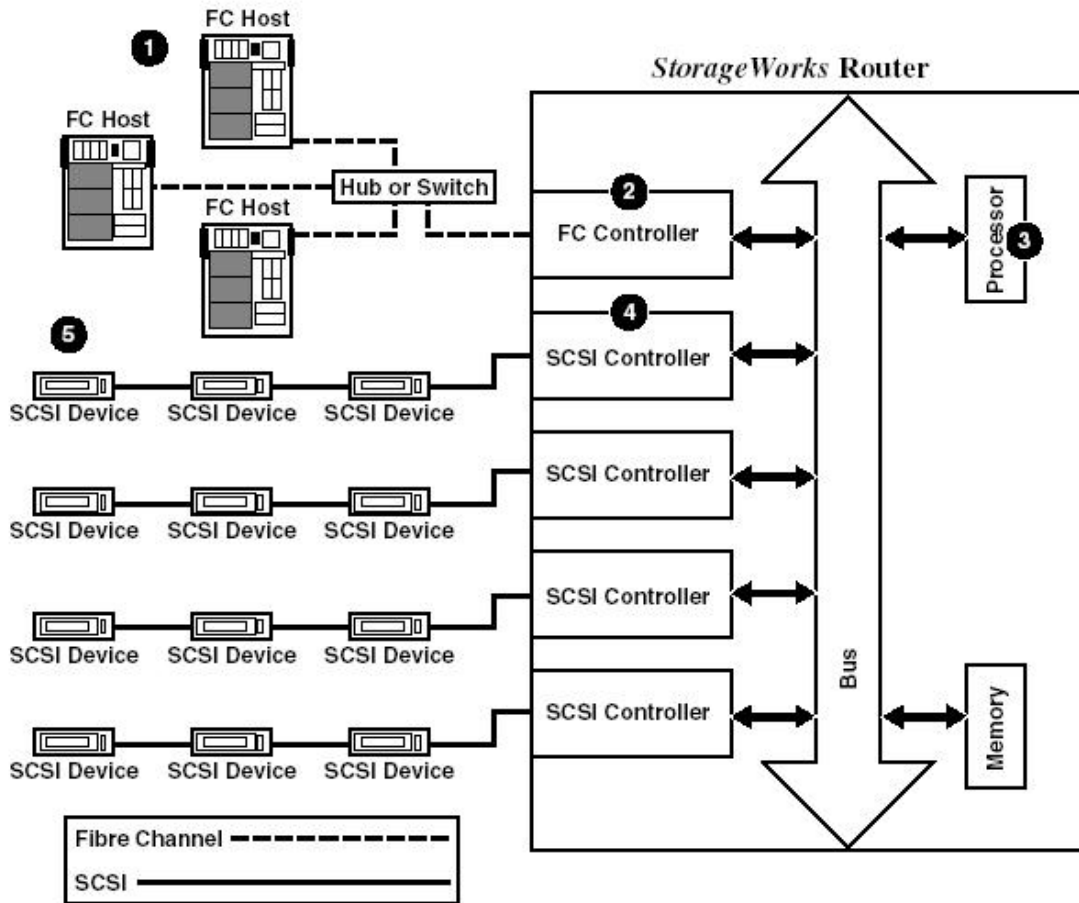 FC Host
1
StorageWorks Router
FC Host
Hub or Switch
FC Host
2
FC Controller
Processor
3
4
SCSI Controller
5
SCSI Device SCSI Device SCSI Device
SCSI Controller
SCSI Device SCSI Device SCSI Device
SCSI Controller
SCSI Device SCSI Device SCSI Device
SCSI Controller
SCSI Device SCSI Device SCSI Device
Bus
Memory
Fibre Channel
SCSI